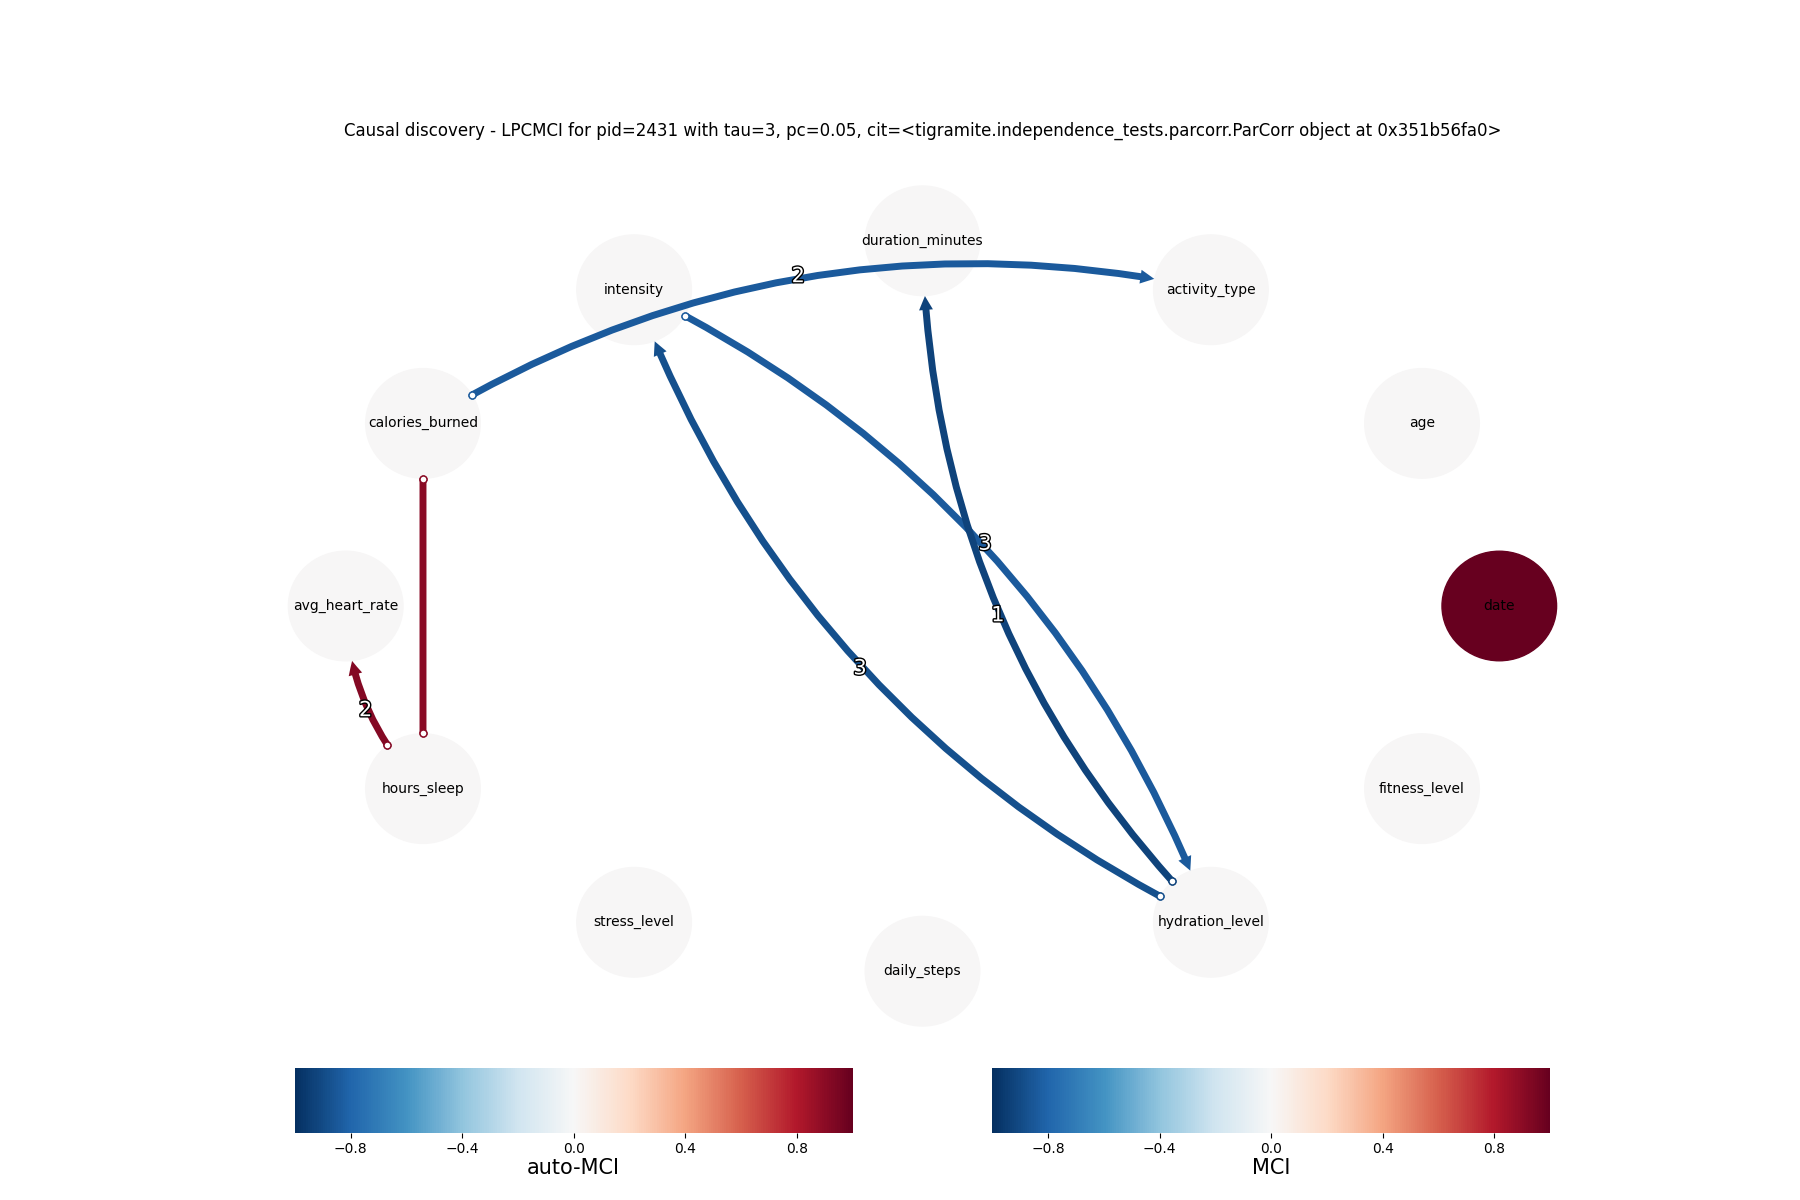 Causal discovery - LPCMCI for pid=2431 with tau=3, pc=0.05, cit=<tigramite.independence_tests.parcorr.ParCorr object at 0x351b56fa0>
duration_minutes
2
intensity
activity_type
calories_burned
age
3
avg_heart_rate
date
1
3
2
hours_sleep
fitness_level
stress_level
hydration_level
daily_steps
−0.8 −0.4 0.0 0.4 0.8
auto-MCI
−0.8 −0.4 0.0 0.4 0.8
MCI